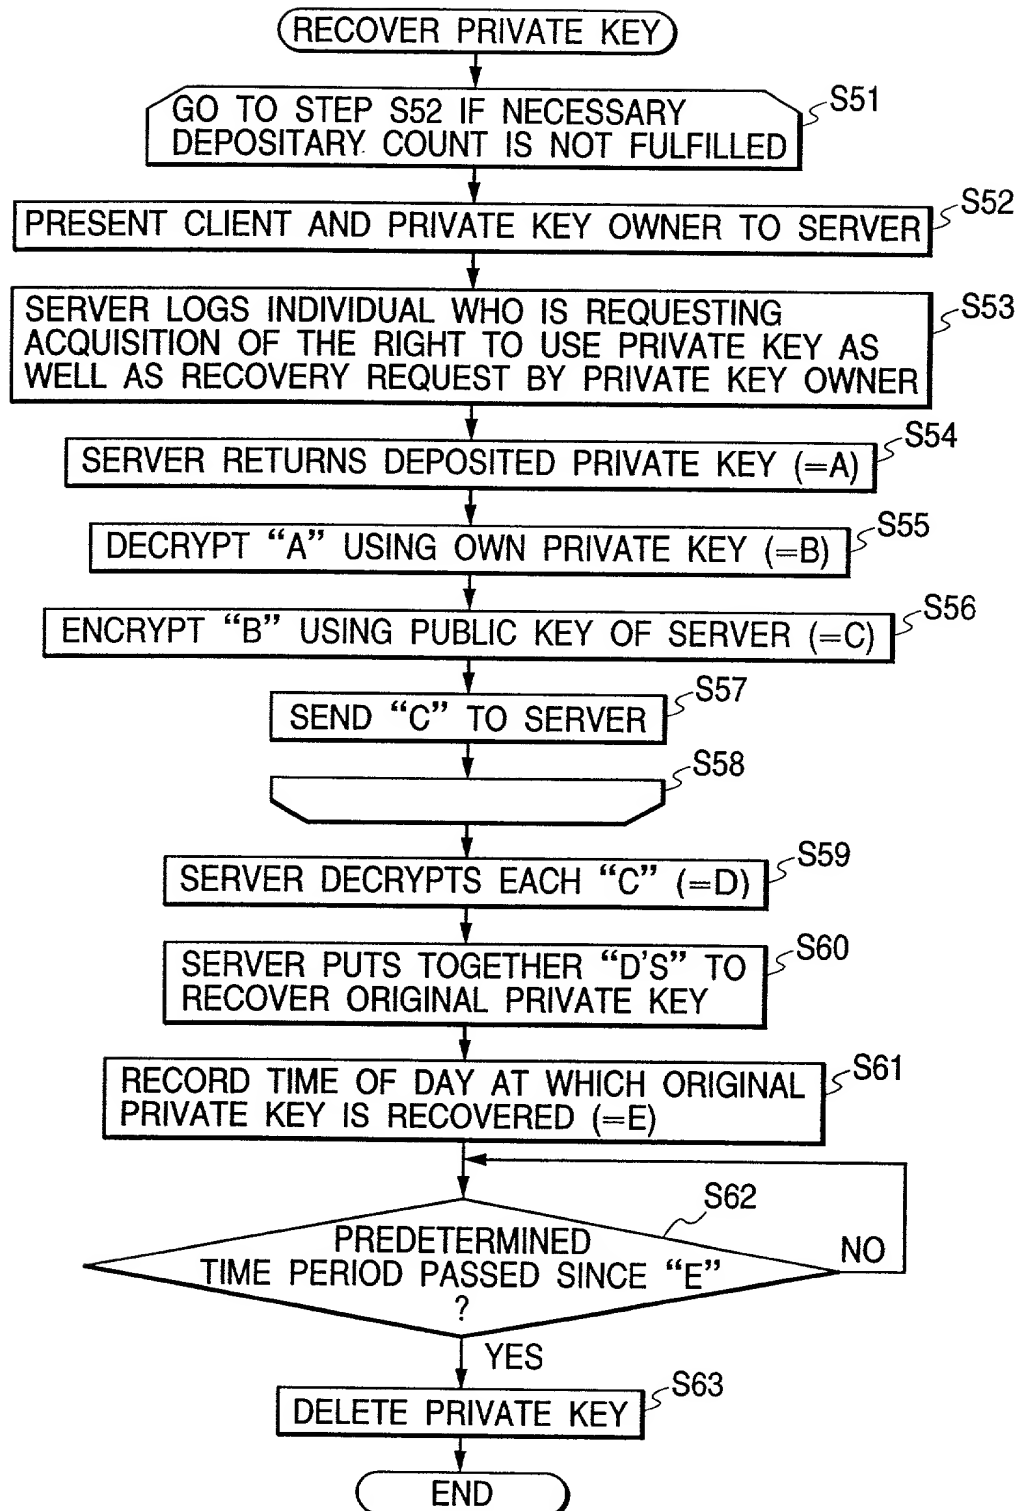 RECOVER PRIVATE KEY
GO TO STEP S52 IF NECESSARY
DEPOSITARY COUNT IS NOT FULFILLED
S51
PRESENT CLIENT AND PRIVATE KEY OWNER TO SERVER
S52
SERVER LOGS INDIVIDUAL WHO IS REQUESTING
ACQUISITION OF THE RIGHT TO USE PRIVATE KEY AS
WELL AS RECOVERY REQUEST BY PRIVATE KEY OWNER
S53
SERVER RETURNS DEPOSITED PRIVATE KEY (=A)
S54
DECRYPT “A” USING OWN PRIVATE KEY (=B)
S55
ENCRYPT “B” USING PUBLIC KEY OF SERVER (=C)
S56
SEND “C” TO SERVER
S57
S58
SERVER DECRYPTS EACH “C” (=D)
S59
SERVER PUTS TOGETHER “D'S” TO
RECOVER ORIGINAL PRIVATE KEY
S60
RECORD TIME OF DAY AT WHICH ORIGINAL
PRIVATE KEY IS RECOVERED (=E)
S61
S62
PREDETERMINED
TIME PERIOD PASSED SINCE “E”
?
NO
YES
DELETE PRIVATE KEY
S63
END